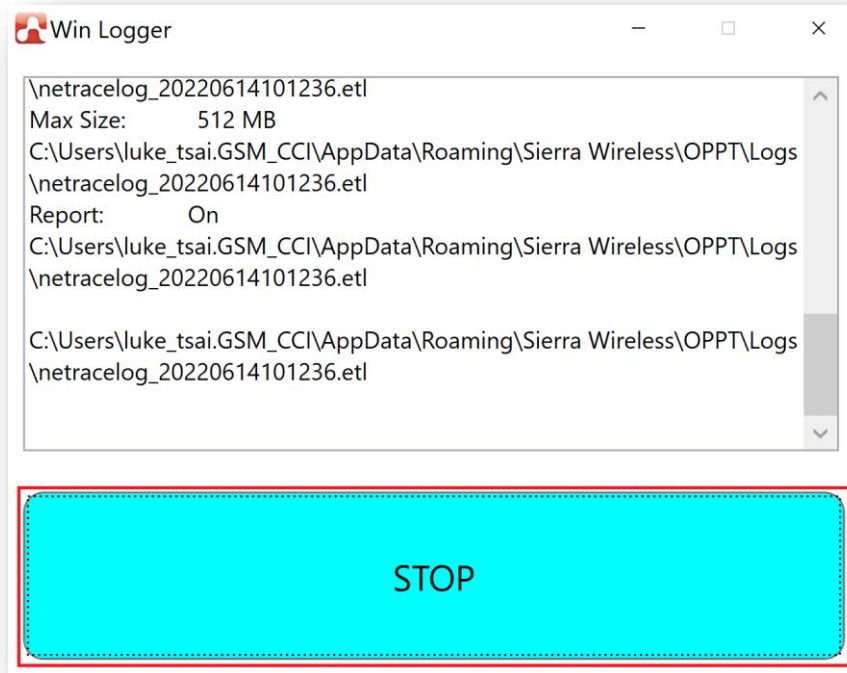 Win Logger
\netracelog_20220614101236.etl
Max Size: 512 MB
C:\Users\luke_tsai.GSM_CCI\AppData\Roaming\Sierra Wireless\OPPT\Logs
\netracelog_20220614101236.etl
Report: On
C:\Users\luke_tsai.GSM_CCI\AppData\Roaming\Sierra Wireless\OPPT\Logs
\netracelog_20220614101236.etl
C:\Users\luke_tsai.GSM_CCI\AppData\Roaming\Sierra Wireless\OPPT\Logs
\netracelog_20220614101236.etl
STOP